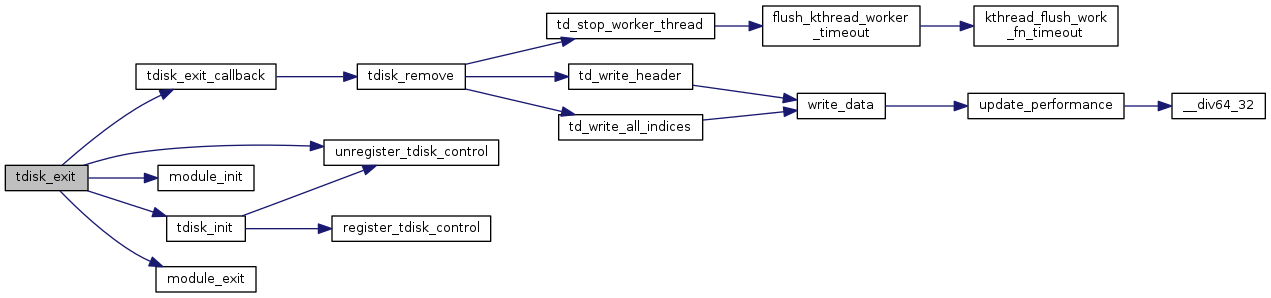 td_stop_worker_thread
flush_kthread_worker
_timeout
kthread_flush_work
_fn_timeout
tdisk_exit_callback
tdisk_remove
td_write_header
write_data
update_performance
__div64_32
td_write_all_indices
unregister_tdisk_control
tdisk_exit
module_init
tdisk_init
register_tdisk_control
module_exit